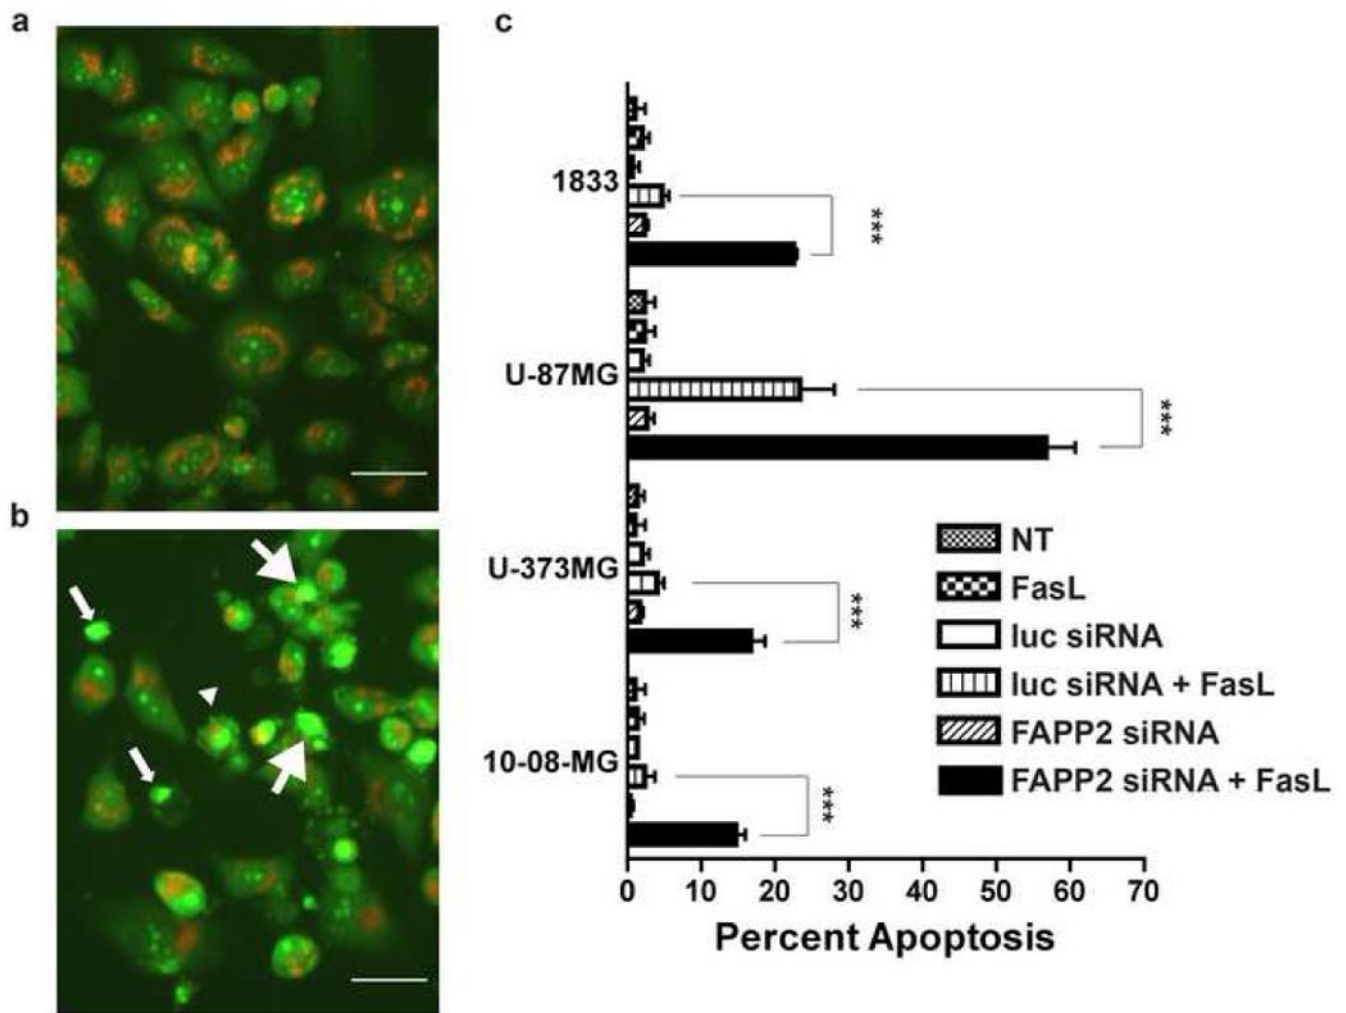 a
b
c
1833
***
U-87MG
***
U-373MG
***
10-08-MG
***
NT
FasL
luc siRNA
luc siRNA + FasL
FAPP2 siRNA
FAPP2 siRNA + FasL
0 10 20 30 40 50 60 70
Percent Apoptosis